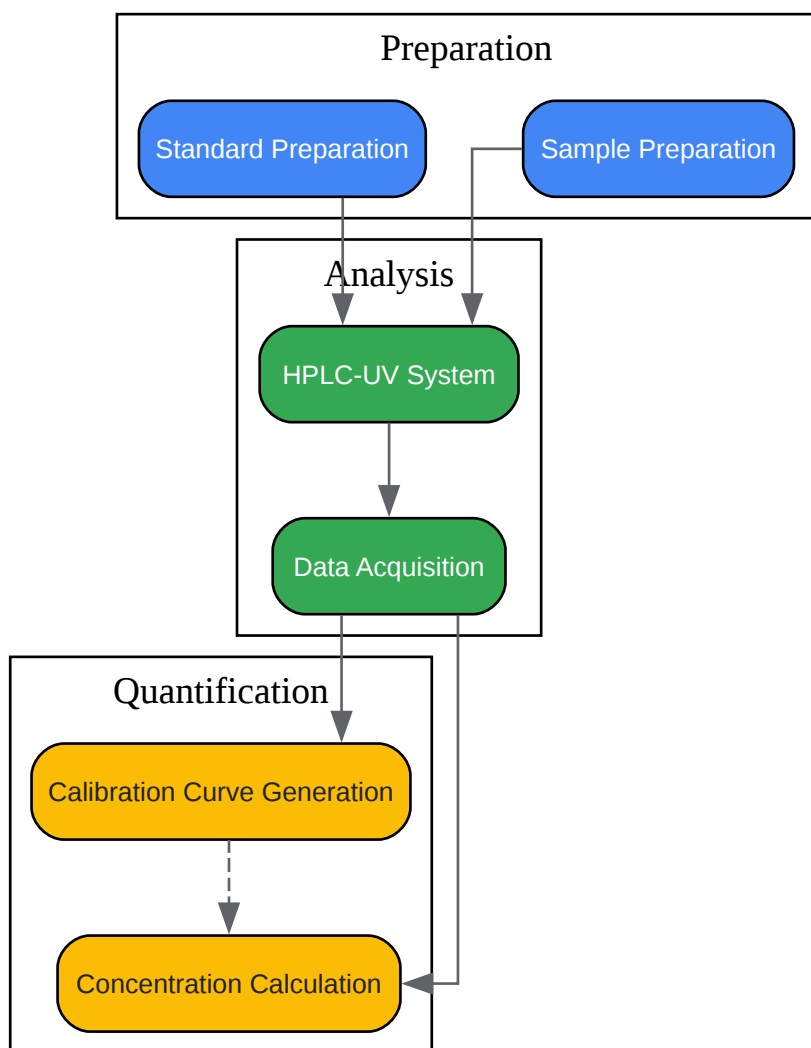 Preparation
Standard Preparation
Sample Preparation
Analysis
HPLC-UV System
Data Acquisition
Quantification
Calibration Curve Generation
Concentration Calculation